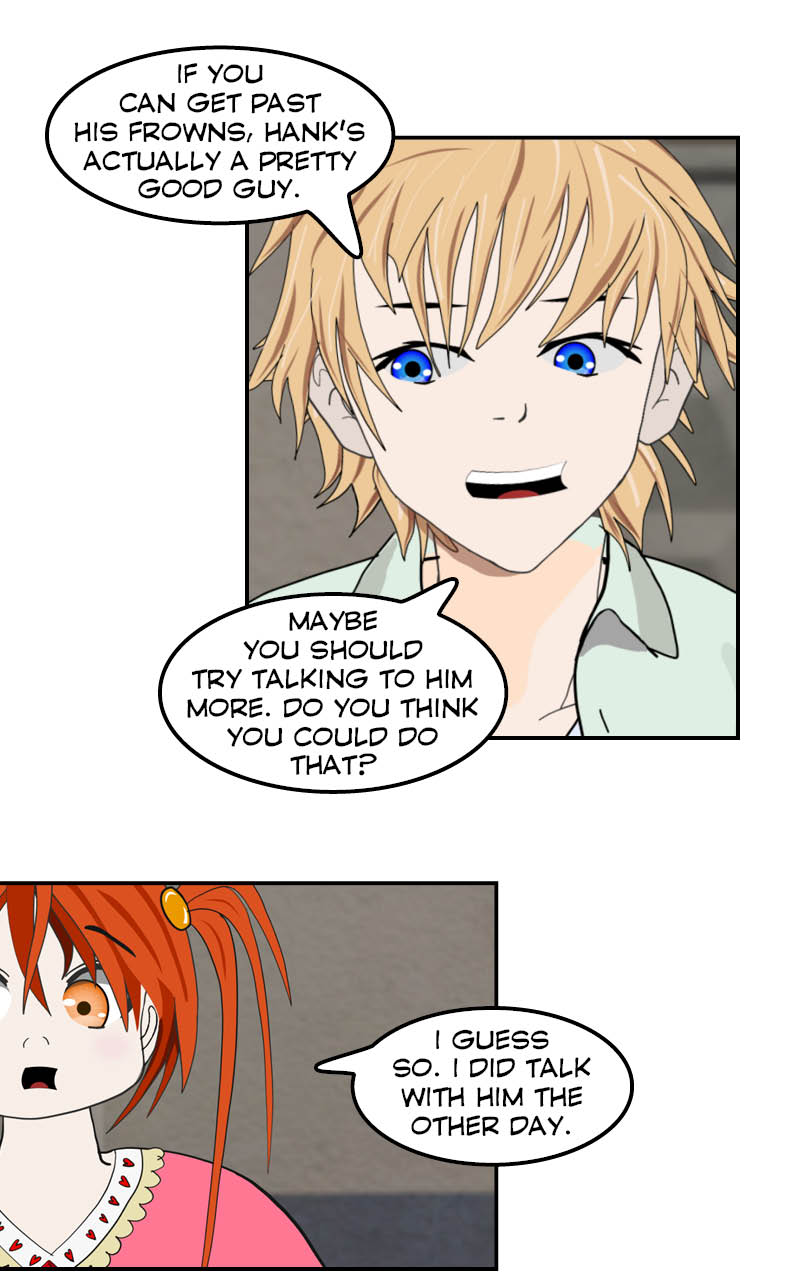 IF YOU
CAN GET PAST
HIS FROWNS, HANK'S
ACTUALLY A PRETTY
GOOD GUY.
MAYBE
YOU SHOULD
TRY TALKING TO HIM
MORE. DO YOU THINK
YOU COULD DO
THAT?
I GUESS
SO. I DID TALK
WITH HIM THE
OTHER DAY.